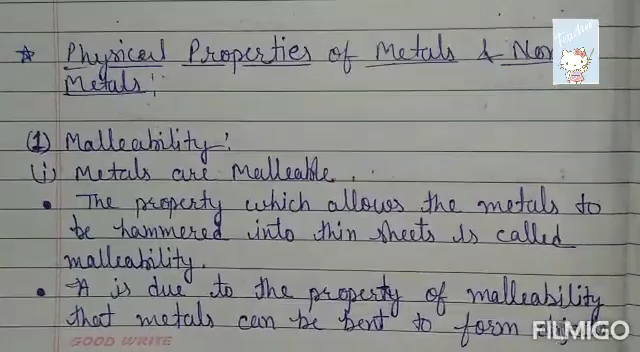 Teacher
☆ Physical Properties of Metals & Non
Metals:
(1) Malleability:
(i) Metals are Malleable.
• The property which allows the metals to
be hammered into thin sheets is called
malleability.
• It is due to the property of malleability
that metals can be bent to form
FILMIGO
GOOD WRITE